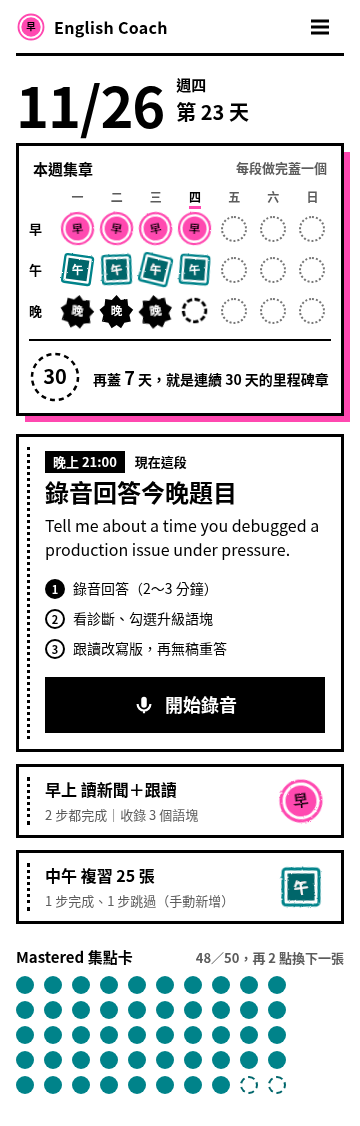 早 English Coach
11/26 週四
第 23 天
本週集章 每段做完蓋一個
一 二 三 四 五 六 日
早 早 早 早 早
午 午 午 午 午
晚 晚 晚 晚
30 再蓋 7 天，就是連續 30 天的里程碑章
晚上 21:00 現在這段
錄音回答今晚題目
Tell me about a time you debugged a
production issue under pressure.
1 錄音回答（2～3 分鐘）
2 看診斷、勾選升級語塊
3 跟讀改寫版，再無稿重答
開始錄音
早上 讀新聞＋跟讀
2 步都完成｜收錄 3 個語塊
早
中午 複習 25 張
1 步完成、1 步跳過（手動新增）
午
Mastered 集點卡 48／50，再 2 點換下一張